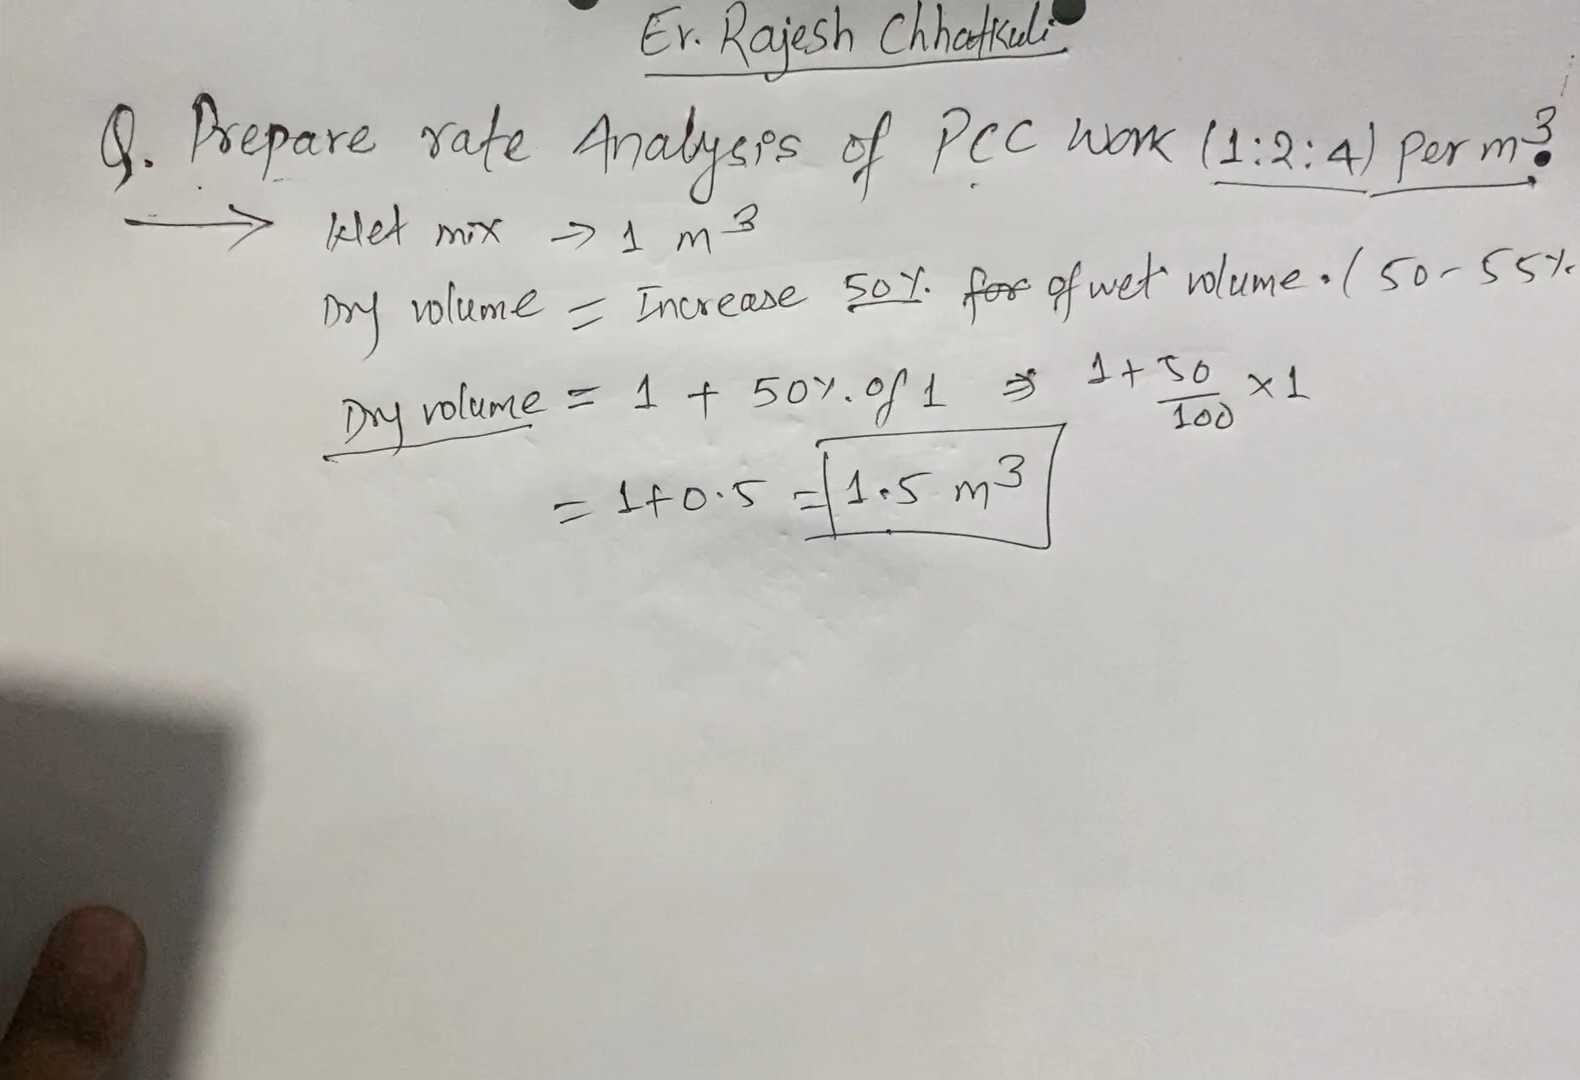 Er. Rajesh Chhatkuli
Q. Prepare rate Analysis of PCC work (1:2:4) per m³.
→ Wet mix → 1 m³
Dry volume = Increase 50%. for of wet volume. (50-55%
Dry volume = 1 + 50%. of 1 ⇒ 1 + 50/100 × 1
= 1+0.5 = 1.5 m³